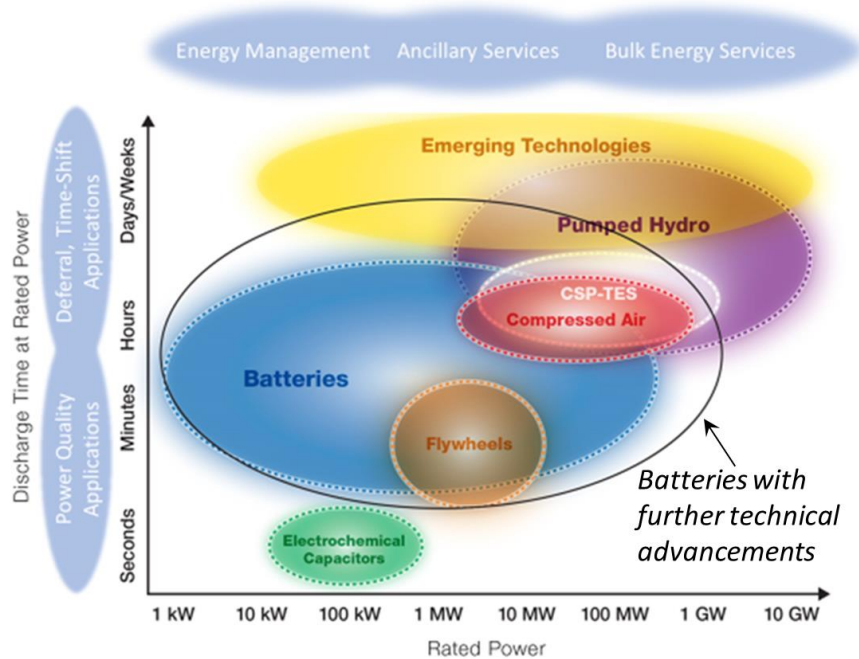 Energy Management
Ancillary Services
Bulk Energy Services
Discharge Time at Rated Power
Deferral, Time-Shift
Applications
Power Quality
Applications
Days/Weeks
Hours
Minutes
Seconds
Emerging Technologies
Pumped Hydro
CSP-TES
Compressed Air
Batteries
Flywheels
Electrochemical
Capacitors
Batteries with
further technical
advancements
1 kW
10 kW
100 kW
1 MW
10 MW
100 MW
1 GW
10 GW
Rated Power